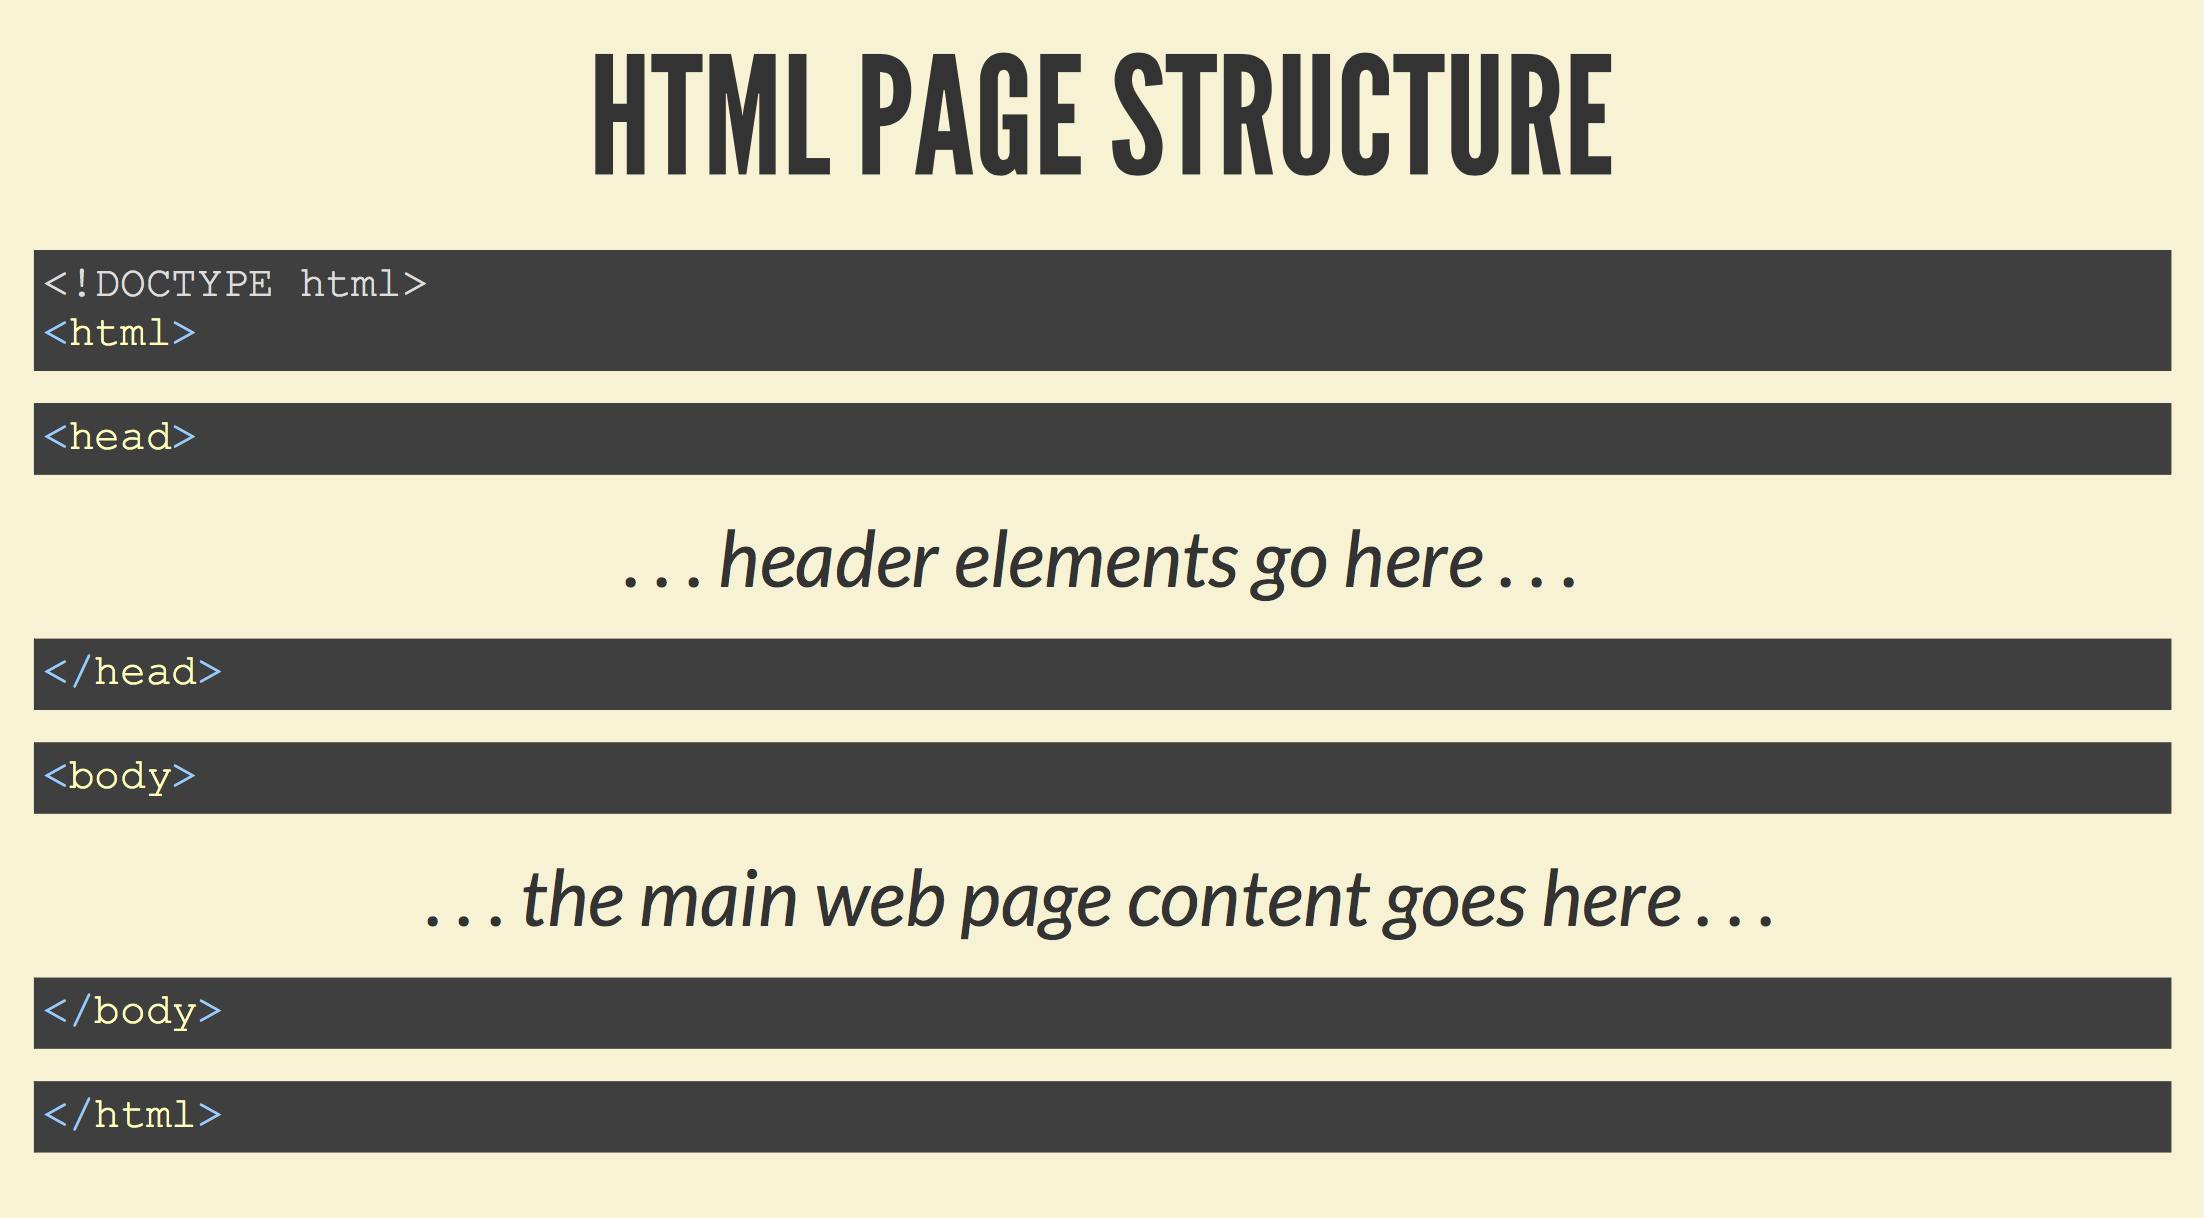 HTML PAGE STRUCTURE
<!DOCTYPE html>
<html>
<head>
. . . header elements go here . . .
</head>
<body>
. . . the main web page content goes here . . .
</body>
</html>